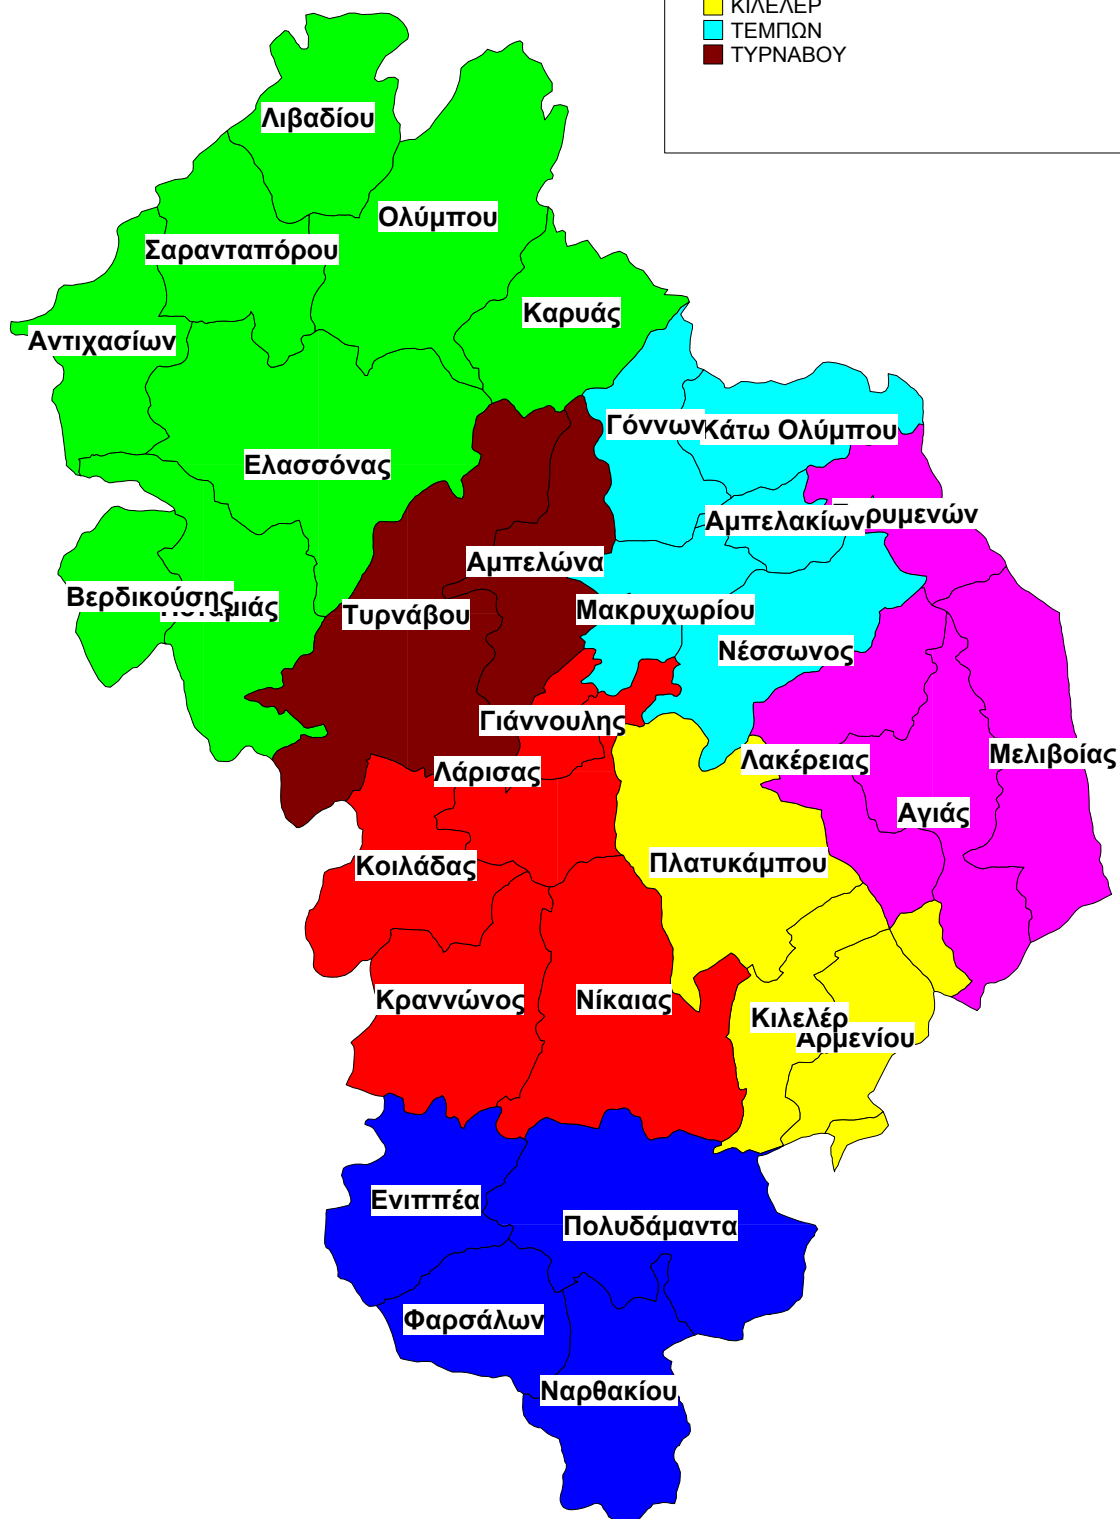 ΚΙΛΕΛΕΡ
ΤΕΜΠΩΝ
ΤΥΡΝΑΒΟΥ
Λιβαδίου
Ολύμπου
Σαρανταπόρου
Καρυάς
Αντιχασίων
Γόννων
Κάτω Ολύμπου
Ελασσόνας
Αμπελακίων
ρυμενών
Αμπελώνα
Βερδικούσης
Τυρνάβου
Μακρυχωρίου
Νέσσωνος
Γιάννουλης
Λακέρειας
Μελιβοίας
Λάρισας
Αγιάς
Κοιλάδας
Πλατυκάμπου
Κραννώνος
Νίκαιας
Κιλελέρ
Αρμενίου
Ενιππέα
Πολυδάμαντα
Φαρσάλων
Ναρθακίου